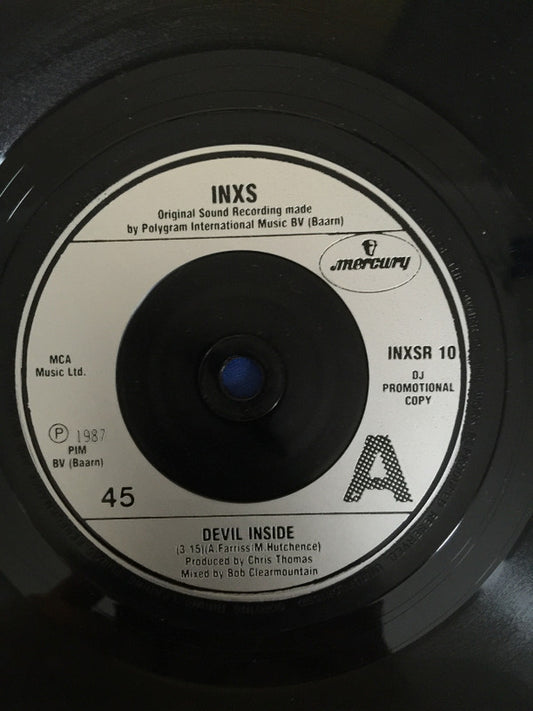 INXS
Original Sound Recording made
by Polygram International Music BV (Baarn)
mercury
MCA
Music Ltd.
INXSR 10
DJ
PROMOTIONAL
COPY
Ⓟ 1987
PIM
BV (Baarn)
45
A
DEVIL INSIDE
(3.15)(A.Farriss/M.Hutchence)
Produced by Chris Thomas
Mixed by Bob Clearmountain